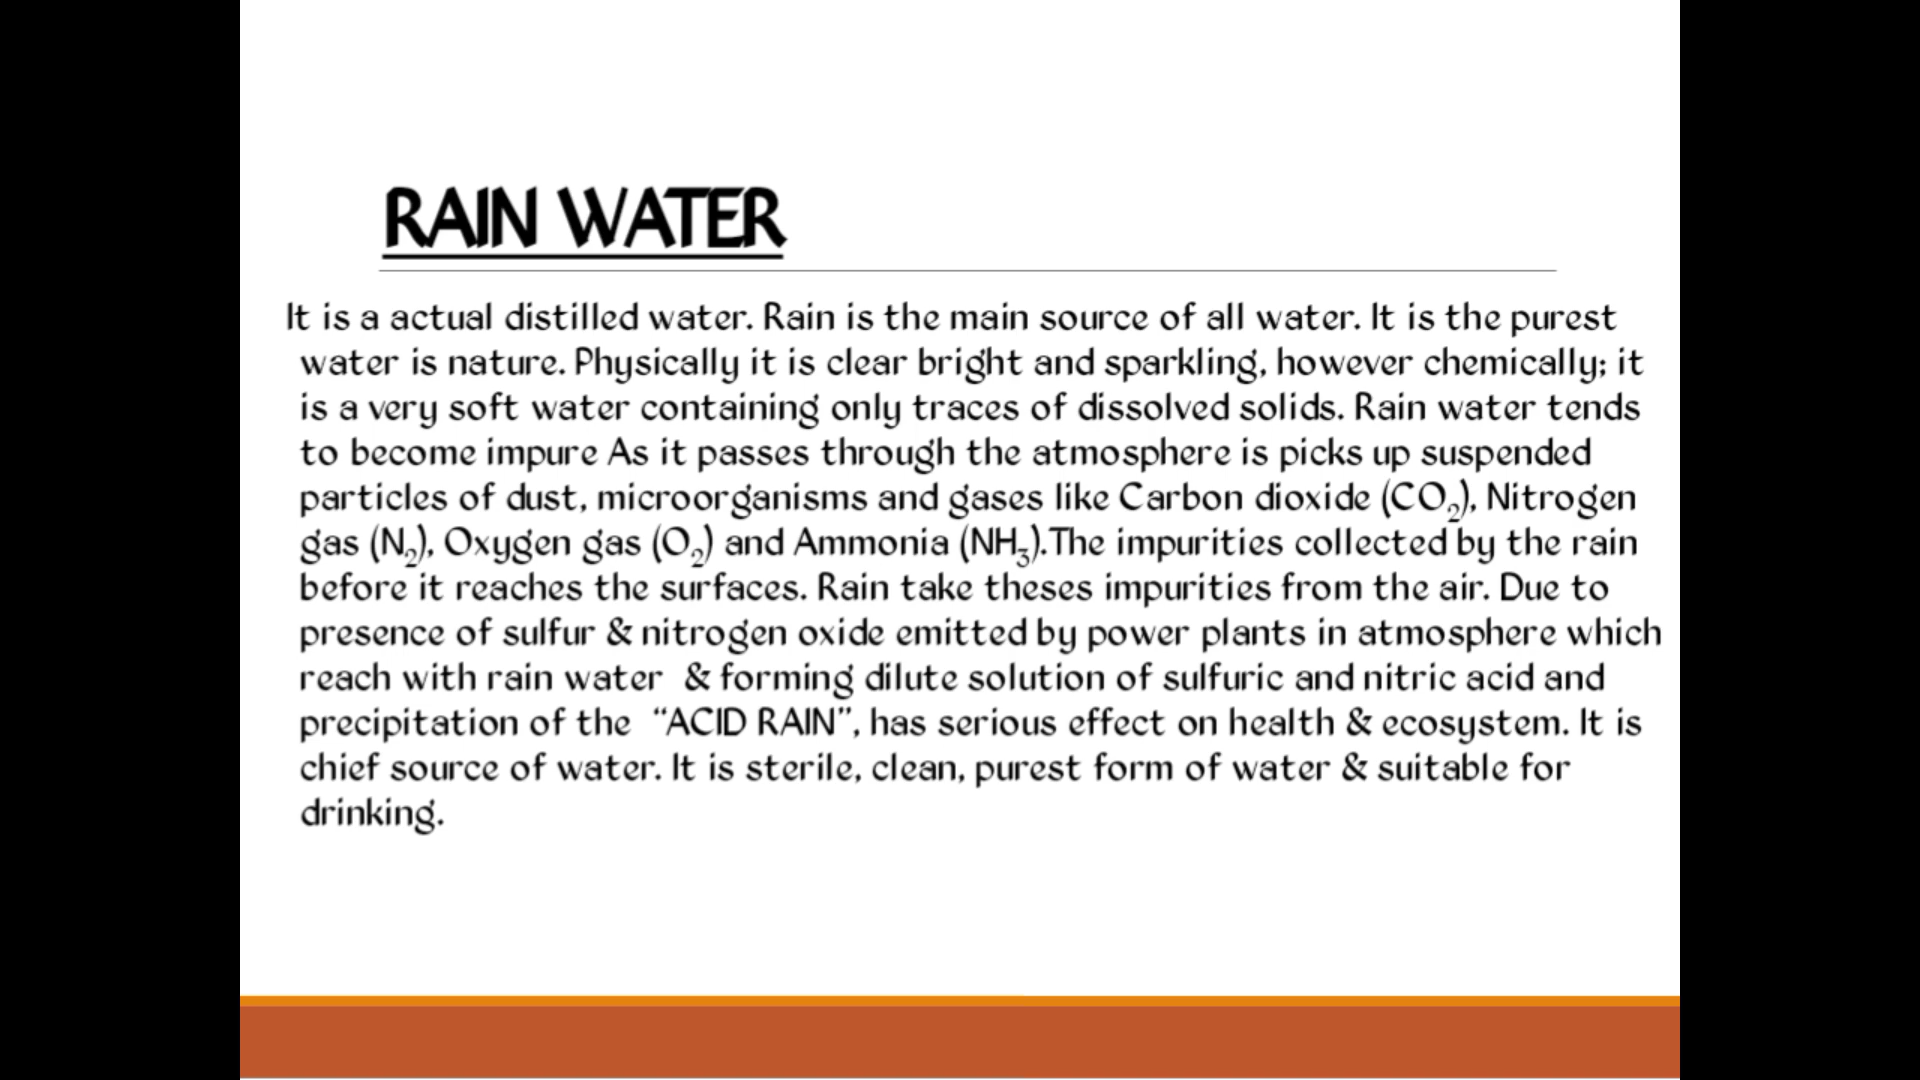 RAIN WATER
It is a actual distilled water. Rain is the main source of all water. It is the purest
water is nature. Physically it is clear bright and sparkling, however chemically; it
is a very soft water containing only traces of dissolved solids. Rain water tends
to become impure As it passes through the atmosphere is picks up suspended
particles of dust, microorganisms and gases like Carbon dioxide (CO₂), Nitrogen
gas (N₂), Oxygen gas (O₂) and Ammonia (NH₃).The impurities collected by the rain
before it reaches the surfaces. Rain take theses impurities from the air. Due to
presence of sulfur & nitrogen oxide emitted by power plants in atmosphere which
reach with rain water & forming dilute solution of sulfuric and nitric acid and
precipitation of the “ACID RAIN”, has serious effect on health & ecosystem. It is
chief source of water. It is sterile, clean, purest form of water & suitable for
drinking.